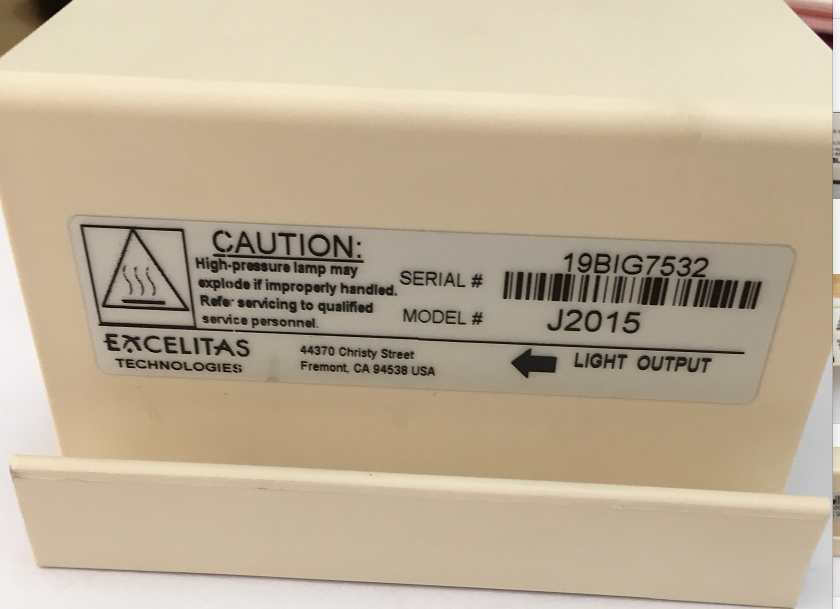 CAUTION:
High-pressure lamp may
explode if improperly handled.
Refer servicing to qualified
service personnel.
SERIAL #
19BIG7532
MODEL #
J2015
EXCELITAS
TECHNOLOGIES
44370 Christy Street
Fremont, CA 94538 USA
LIGHT OUTPUT